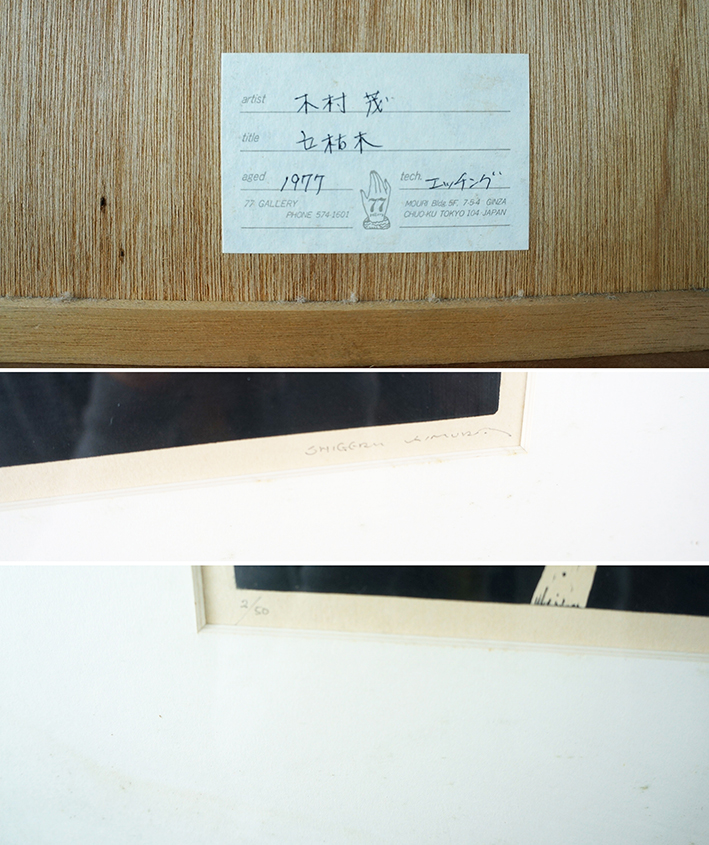 artist 木村 茂
title 立枯木
aged 1977
tech. エッチング
77 GALLERY
PHONE 574-1601
77
MOURI Bldg 5F. 7-5-4 GINZA
CHUO-KU TOKYO 104 JAPAN
SHIGERU KIMURA
2/50